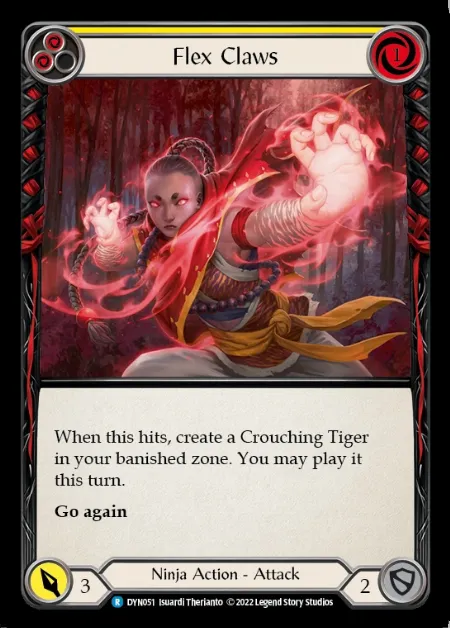 Flex Claws
1
When this hits, create a Crouching Tiger
in your banished zone. You may play it
this turn.
Go again
3
Ninja Action - Attack
2
R DYN051 Isuardi Therianto © 2022 Legend Story Studios